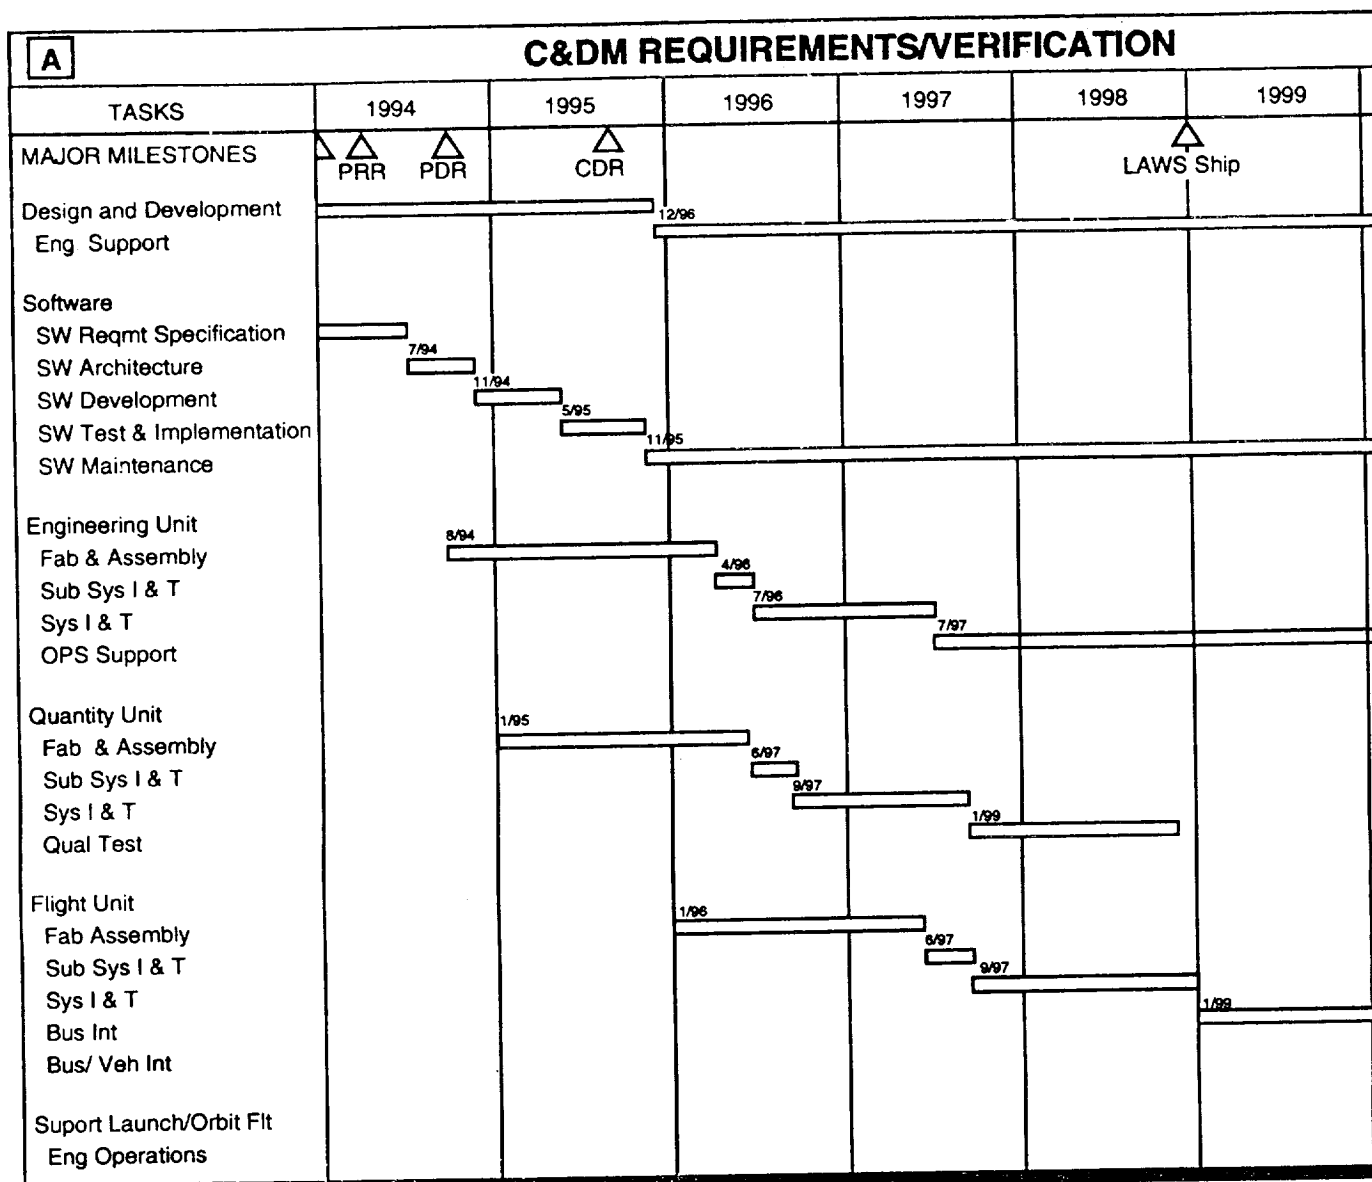 A
C&DM REQUIREMENTS/VERIFICATION
TASKS 1994 1995 1996 1997 1998 1999
MAJOR MILESTONES
PRR PDR CDR LAWS Ship
Design and Development
12/96
Eng Support
Software
SW Reqmt Specification
7/94
SW Architecture
11/94
SW Development
5/95
SW Test & Implementation
11/95
SW Maintenance
Engineering Unit
8/94
Fab & Assembly
4/96
Sub Sys I & T
7/96
Sys I & T
7/97
OPS Support
Quantity Unit
1/95
Fab & Assembly
6/97
Sub Sys I & T
9/97
Sys I & T
1/99
Qual Test
Flight Unit
1/96
Fab Assembly
6/97
Sub Sys I & T
9/97
Sys I & T
1/99
Bus Int
Bus/ Veh Int
Suport Launch/Orbit Flt
Eng Operations